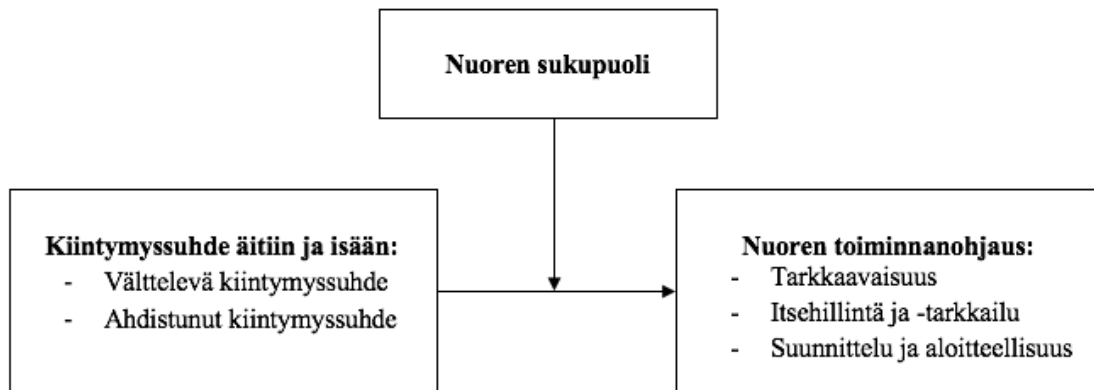 Nuoren sukupuoli
Kiintymyssuhde äitiin ja isään:
- Välttelevä kiintymyssuhde
- Ahdistunut kiintymyssuhde
Nuoren toiminnanohjaus:
- Tarkkaavaisuus
- Itsehillintä ja -tarkkailu
- Suunnittelu ja aloitteellisuus